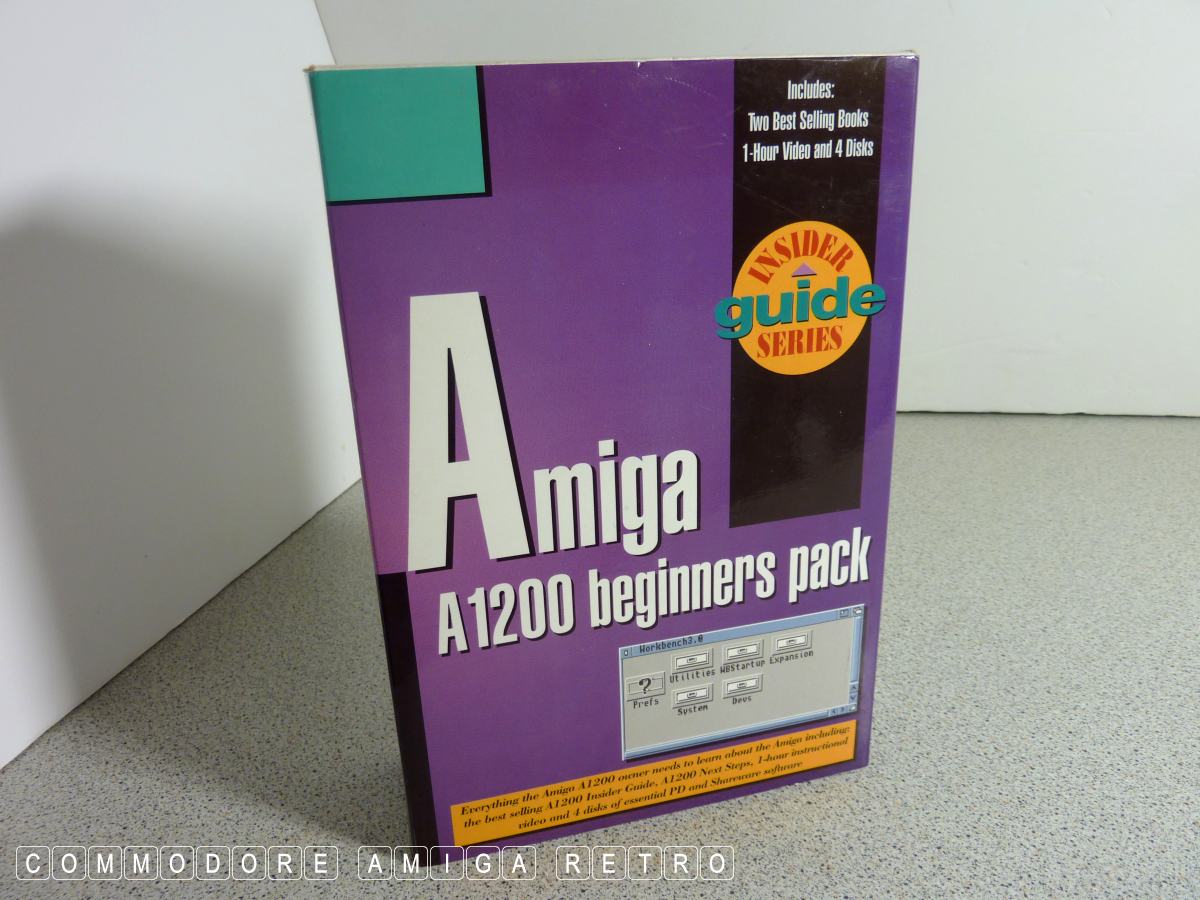 Includes:
Two Best Selling Books
1-Hour Video and 4 Disks
INSIDER
guide
SERIES
Amiga
A1200 beginners pack
Workbench3.0
Utilities WBStartup Expansion
?
Prefs
System Devs
Everything the Amiga A1200 owner needs to learn about the Amiga including:
the best selling A1200 Insider Guide, A1200 Next Steps, 1-hour instructional
video and 4 disks of essential PD and Shareware software
COMMODORE AMIGA RETRO